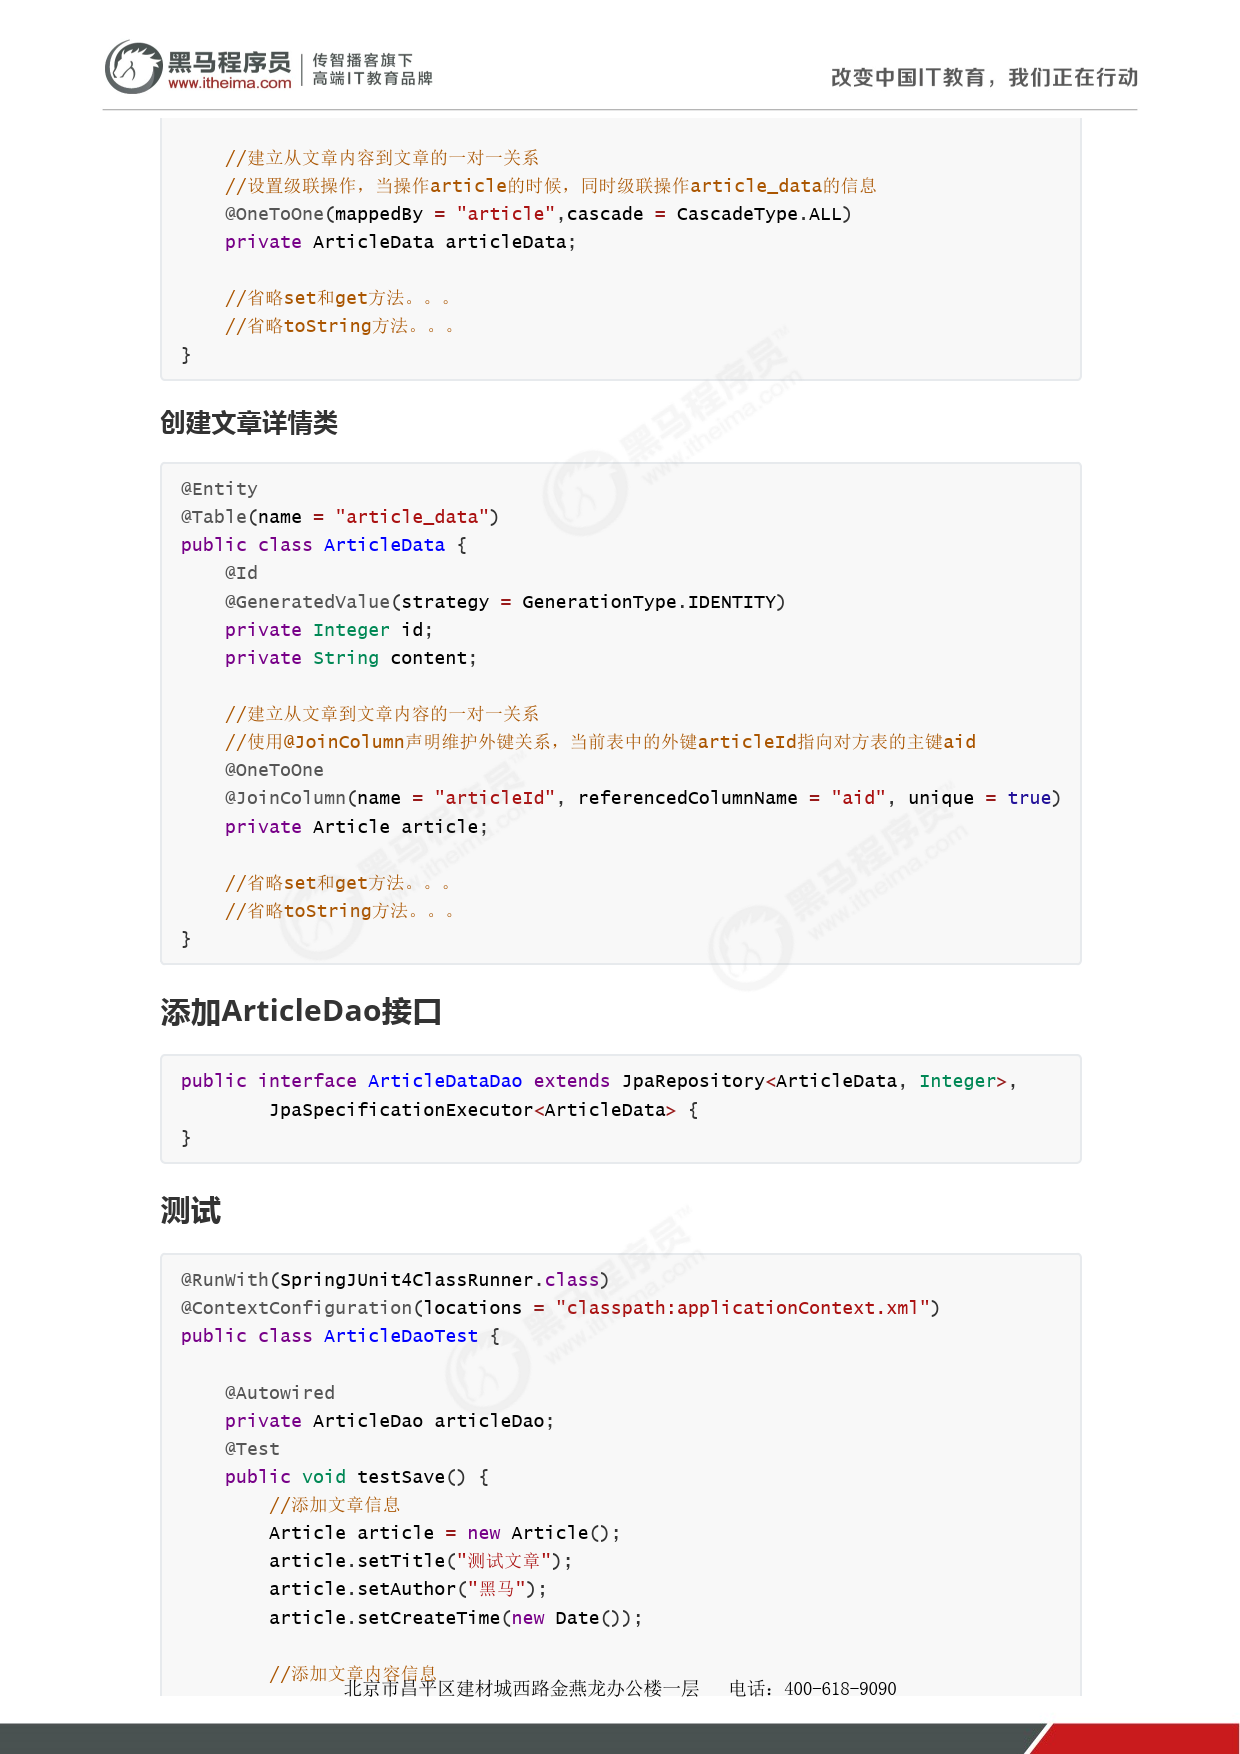 黑马程序员
www.itheima.com
传智播客旗下
高端IT教育品牌
改变中国IT教育，我们正在行动
//建立从文章内容到文章的一对一关系
//设置级联操作，当操作article的时候，同时级联操作article_data的信息
@OneToOne(mappedBy = "article",cascade = CascadeType.ALL)
private ArticleData articleData;
//省略set和get方法。。。
//省略toString方法。。。
}
创建文章详情类
@Entity
@Table(name = "article_data")
public class ArticleData {
@Id
@GeneratedValue(strategy = GenerationType.IDENTITY)
private Integer id;
private String content;
//建立从文章到文章内容的一对一关系
//使用@JoinColumn声明维护外键关系，当前表中的外键articleId指向对方表的主键aid
@OneToOne
@JoinColumn(name = "articleId", referencedColumnName = "aid", unique = true)
private Article article;
//省略set和get方法。。。
//省略toString方法。。。
}
添加ArticleDao接口
public interface ArticleDataDao extends JpaRepository<ArticleData, Integer>,
JpaSpecificationExecutor<ArticleData> {
}
测试
@RunWith(SpringJUnit4ClassRunner.class)
@ContextConfiguration(locations = "classpath:applicationContext.xml")
public class ArticleDaoTest {
@Autowired
private ArticleDao articleDao;
@Test
public void testSave() {
//添加文章信息
Article article = new Article();
article.setTitle("测试文章");
article.setAuthor("黑马");
article.setCreateTime(new Date());
//添加文章内容信息
北京市昌平区建材城西路金燕龙办公楼一层 电话：400-618-9090